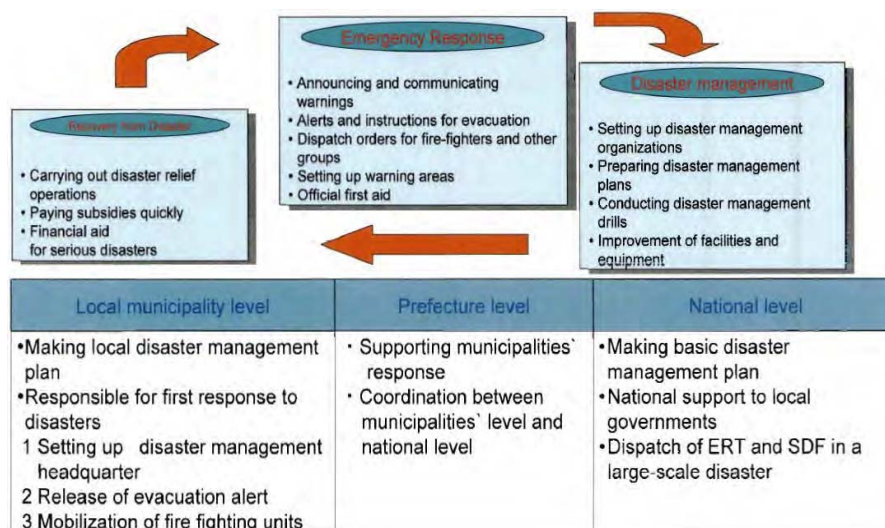 Emergency Response
• Announcing and communicating
warnings
• Alerts and instructions for evacuation
• Dispatch orders for fire-fighters and other
groups
• Setting up warning areas
• Official first aid
Disaster management
• Setting up disaster management
organizations
• Preparing disaster management
plans
• Conducting disaster management
drills
• Improvement of facilities and
equipment
Recovery from Disaster
• Carrying out disaster relief
operations
• Paying subsidies quickly
• Financial aid
for serious disasters
Local municipality level
•Making local disaster management
plan
•Responsible for first response to
disasters
1 Setting up disaster management
headquarter
2 Release of evacuation alert
3 Mobilization of fire fighting units
Prefecture level
・Supporting municipalities`
response
・Coordination between
municipalities` level and
national level
National level
•Making basic disaster
management plan
•National support to local
governments
•Dispatch of ERT and SDF in a
large-scale disaster